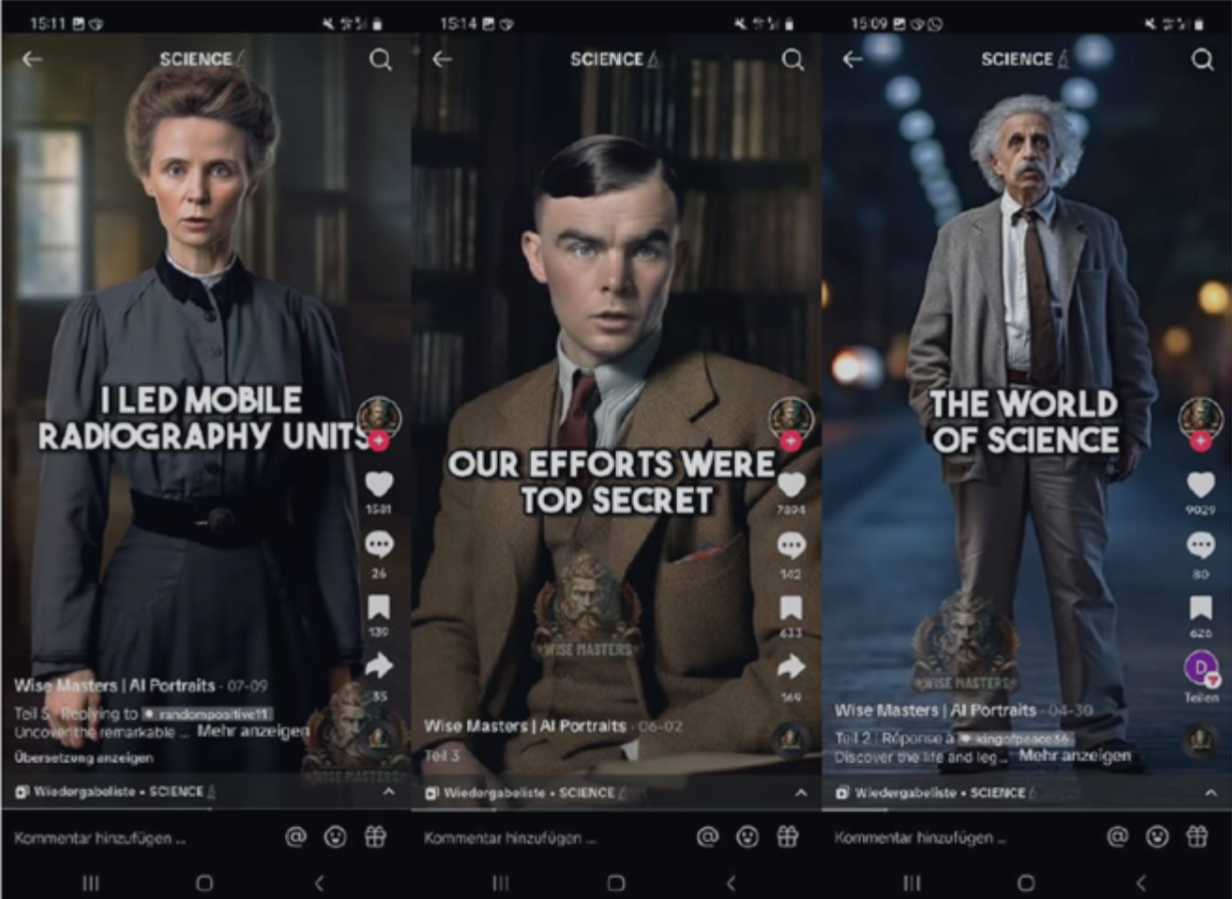 15:11
SCIENCE
I LED MOBILE
RADIOGRAPHY UNITS
1581
26
139
35
Wise Masters | AI Portraits · 07-09
Teil 5 Replying to randompositive11
Uncover the remarkable ... Mehr anzeigen
Übersetzung anzeigen
WISE MASTERS
Wiedergabeliste • SCIENCE
Kommentar hinzufügen ...
15:14
SCIENCE
OUR EFFORTS WERE
TOP SECRET
7894
142
633
169
WISE MASTERS
Wise Masters | AI Portraits · 06-02
Teil 3
Wiedergabeliste • SCIENCE
Kommentar hinzufügen ...
15:09
SCIENCE
THE WORLD
OF SCIENCE
9029
80
626
D
Teilen
WISE MASTERS
Wise Masters | AI Portraits · 04-30
Teil 2 Réponse à kingofpeace56
Discover the life and leg... Mehr anzeigen
Wiedergabeliste • SCIENCE
Kommentar hinzufügen ...